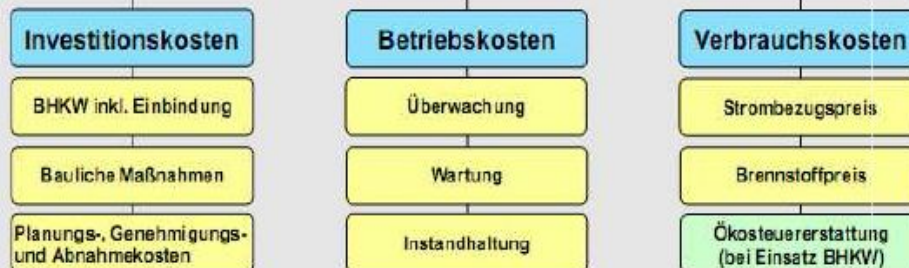 Investitionskosten
BHKW inkl. Einbindung
Bauliche Maßnahmen
Planungs-, Genehmigungs-
und Abnahmekosten
Betriebskosten
Überwachung
Wartung
Instandhaltung
Verbrauchskosten
Strombezugspreis
Brennstoffpreis
Ökosteuererstattung
(bei Einsatz BHKW)